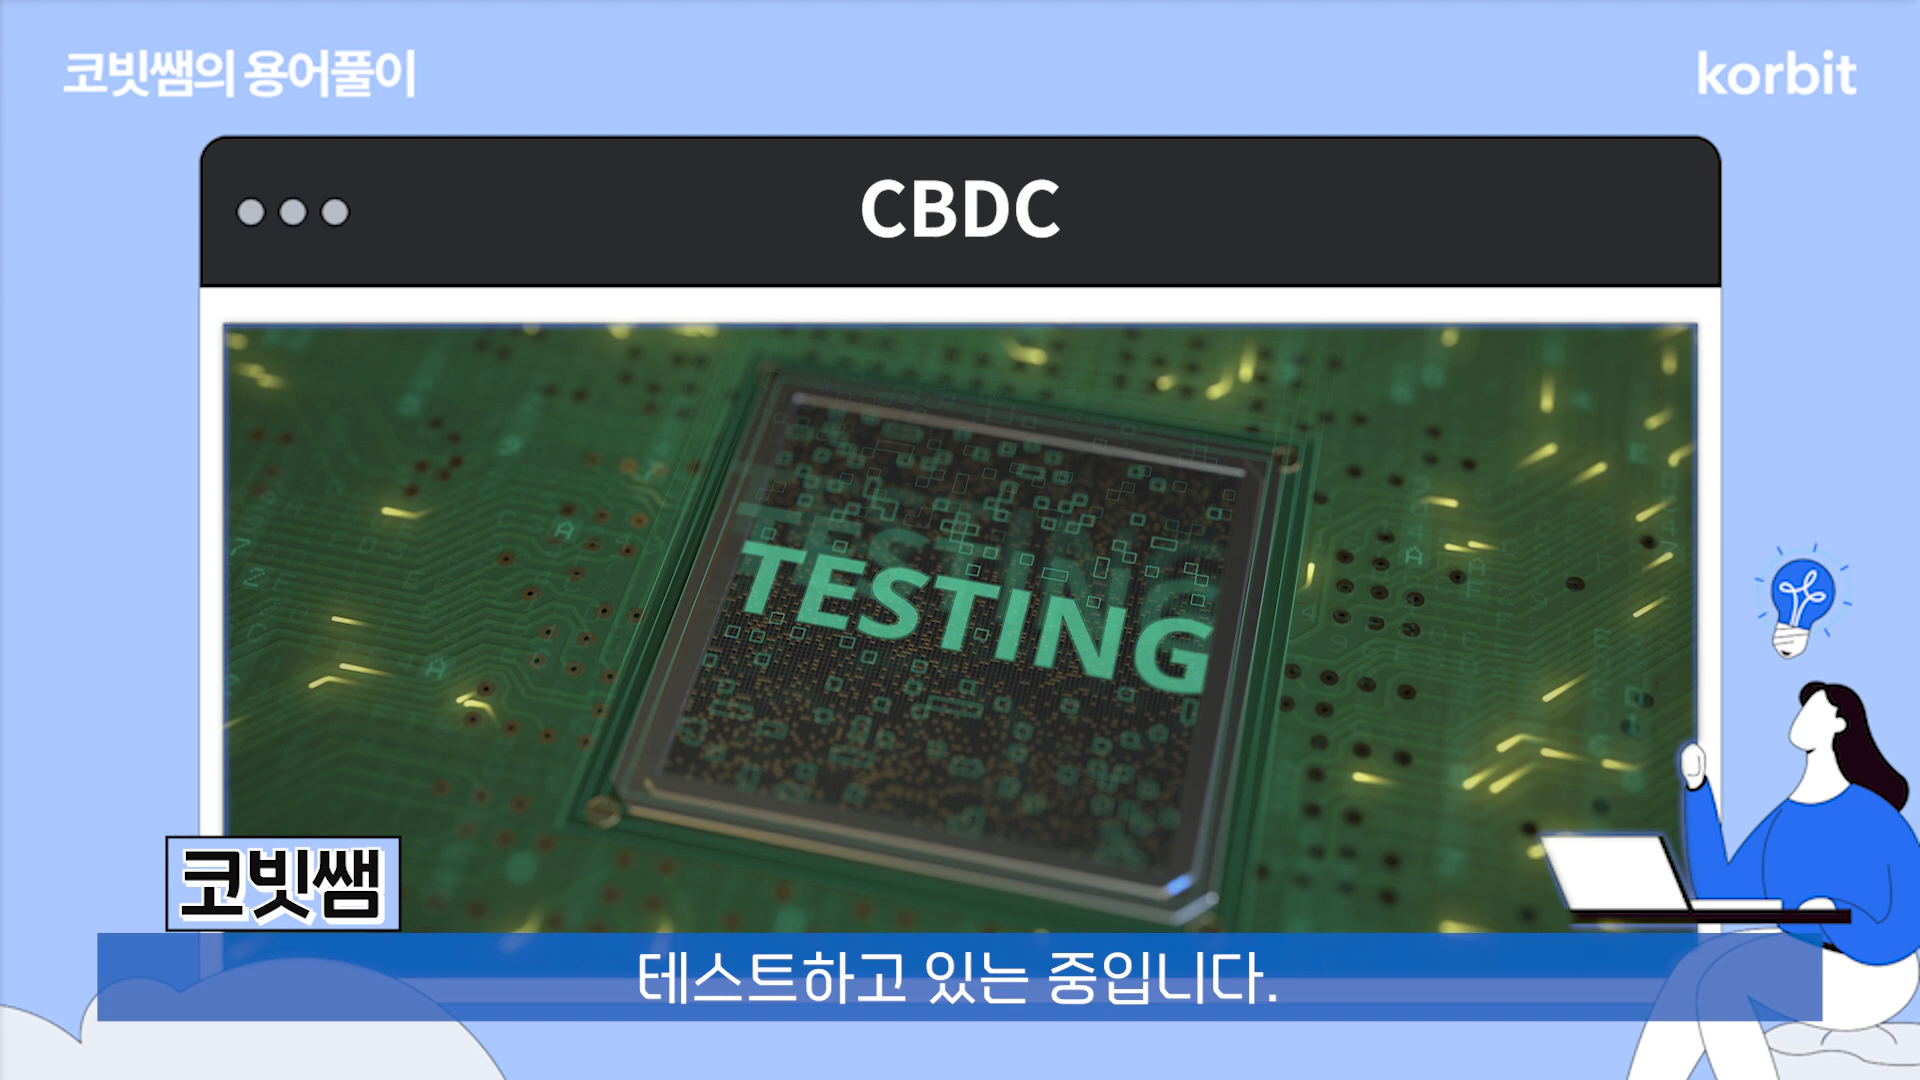 코빗쌤의 용어풀이
korbit
CBDC
TESTING
TESTING
코빗쌤
테스트하고 있는 중입니다.